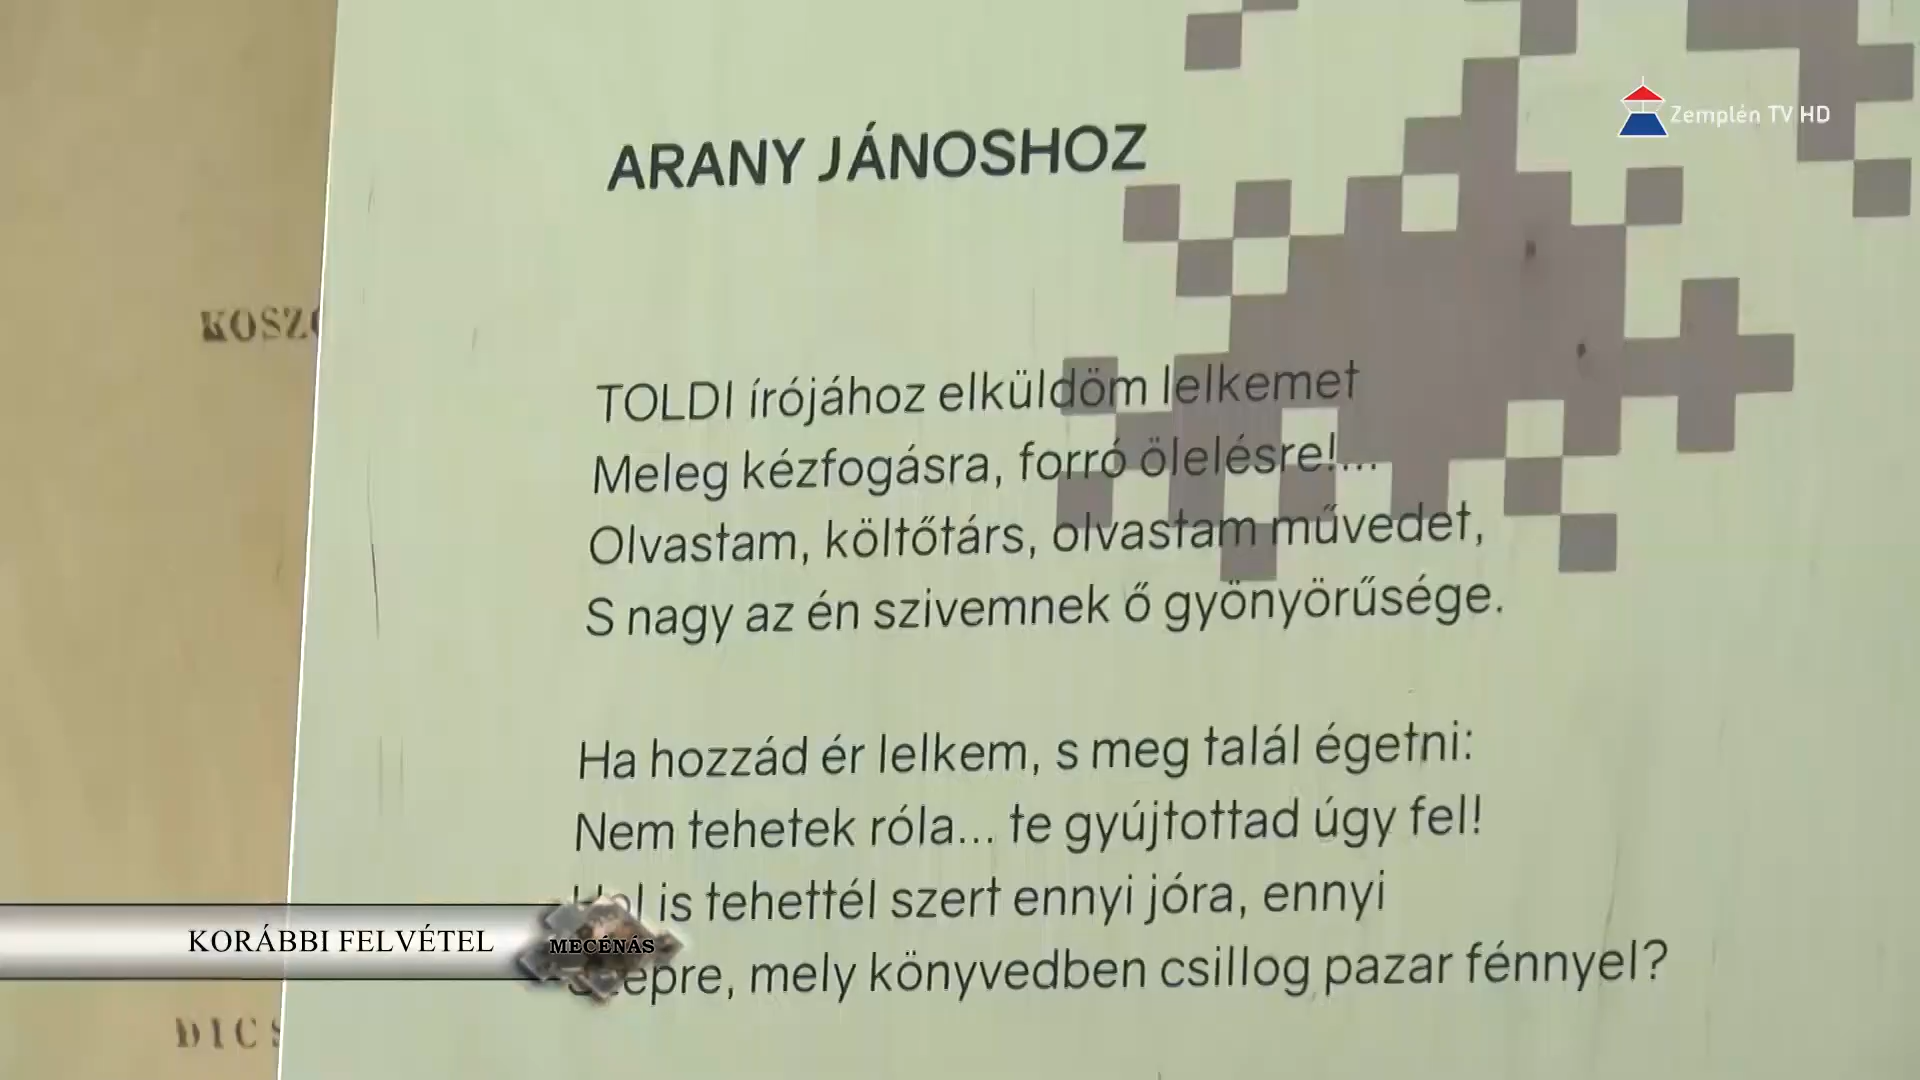 Zemplén TV HD
ARANY JÁNOSHOZ
TOLDI írójához elküldöm lelkemet
Meleg kézfogásra, forró ölelésre!...
Olvastam, költőtárs, olvastam művedet,
S nagy az én szivemnek ő gyönyörűsége.
Ha hozzád ér lelkem, s meg talál égetni:
Nem tehetek róla... te gyújtottad úgy fel!
is tehettél szert ennyi jóra, ennyi
mely könyvedben csillog pazar fénnyel?
KORÁBBI FELVÉTEL
MECÉNÁS